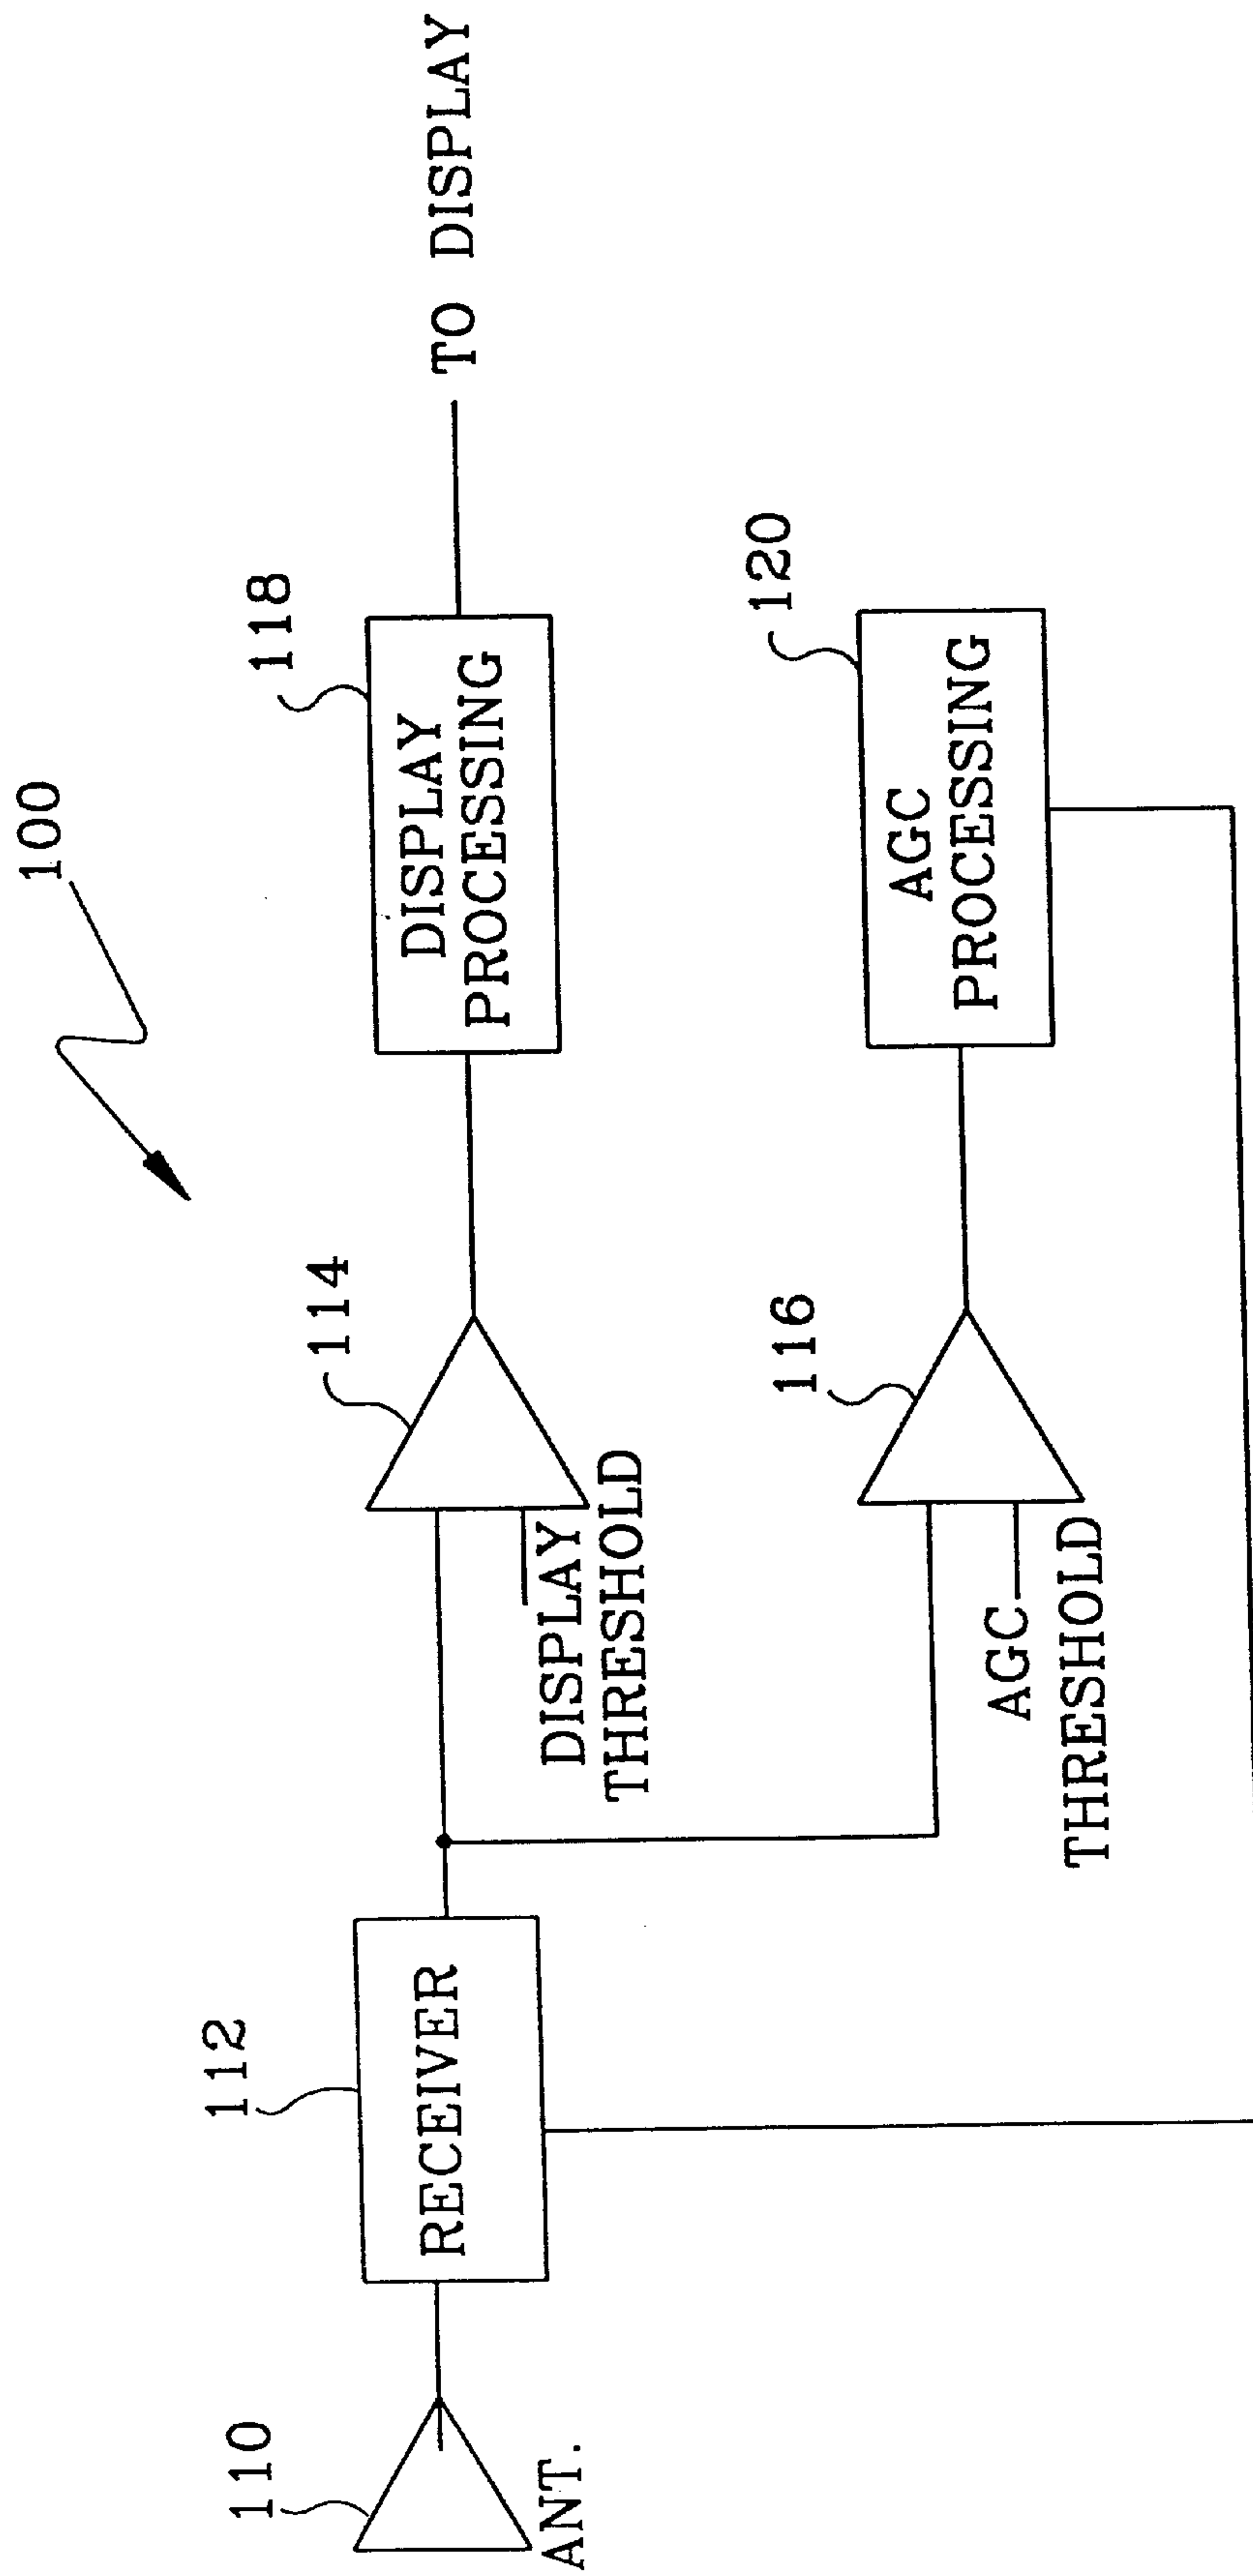 100
110
ANT.
112
RECEIVER
114
DISPLAY
THRESHOLD
118
DISPLAY
PROCESSING
TO DISPLAY
116
AGC
THRESHOLD
120
AGC
PROCESSING